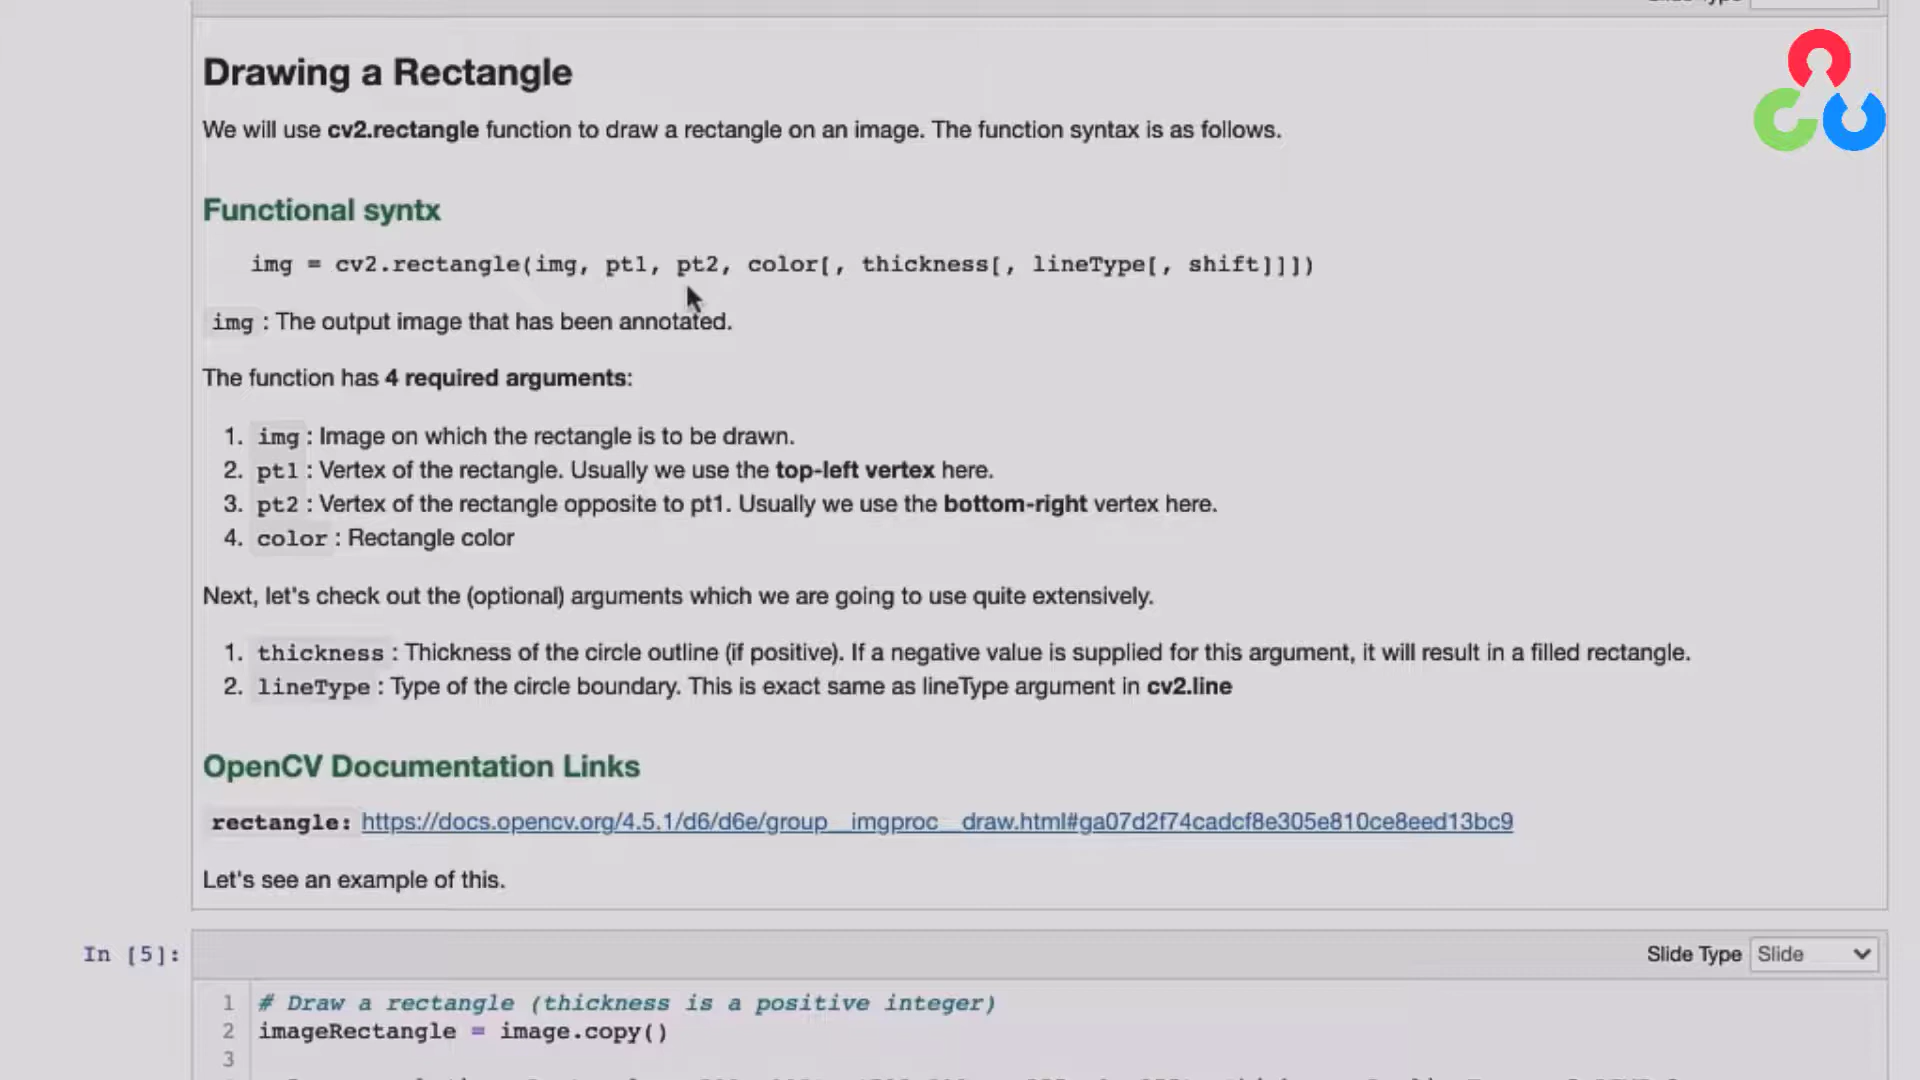 Drawing a Rectangle
We will use cv2.rectangle function to draw a rectangle on an image. The function syntax is as follows.
Functional syntx
img = cv2.rectangle(img, pt1, pt2, color[, thickness[, lineType[, shift]]])
img : The output image that has been annotated.
The function has 4 required arguments:
1. img : Image on which the rectangle is to be drawn.
2. pt1 : Vertex of the rectangle. Usually we use the top-left vertex here.
3. pt2 : Vertex of the rectangle opposite to pt1. Usually we use the bottom-right vertex here.
4. color : Rectangle color
Next, let's check out the (optional) arguments which we are going to use quite extensively.
1. thickness : Thickness of the circle outline (if positive). If a negative value is supplied for this argument, it will result in a filled rectangle.
2. lineType : Type of the circle boundary. This is exact same as lineType argument in cv2.line
OpenCV Documentation Links
rectangle: https://docs.opencv.org/4.5.1/d6/d6e/group__imgproc__draw.html#ga07d2f74cadcf8e305e810ce8eed13bc9
Let's see an example of this.
In [5]:
Slide Type Slide
1 # Draw a rectangle (thickness is a positive integer)
2 imageRectangle = image.copy()
3